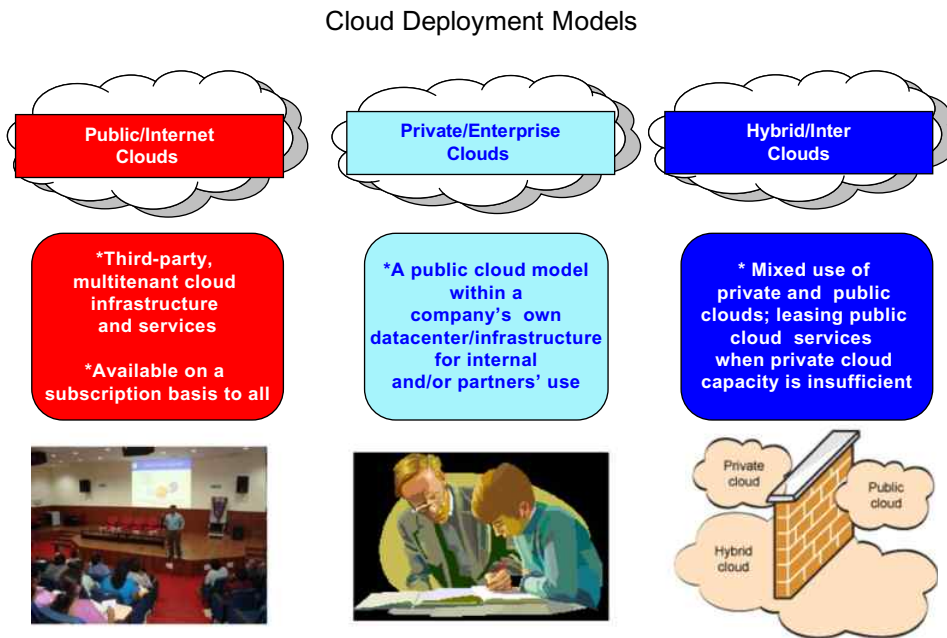 Cloud Deployment Models
Public/Internet
Clouds
Private/Enterprise
Clouds
Hybrid/Inter
Clouds
*Third-party,
multitenant cloud
infrastructure
and services
*Available on a
subscription basis to all
*A public cloud model
within a
company's own
datacenter/infrastructure
for internal
and/or partners' use
* Mixed use of
private and public
clouds; leasing public
cloud services
when private cloud
capacity is insufficient
Private
cloud
Public
cloud
Hybrid
cloud